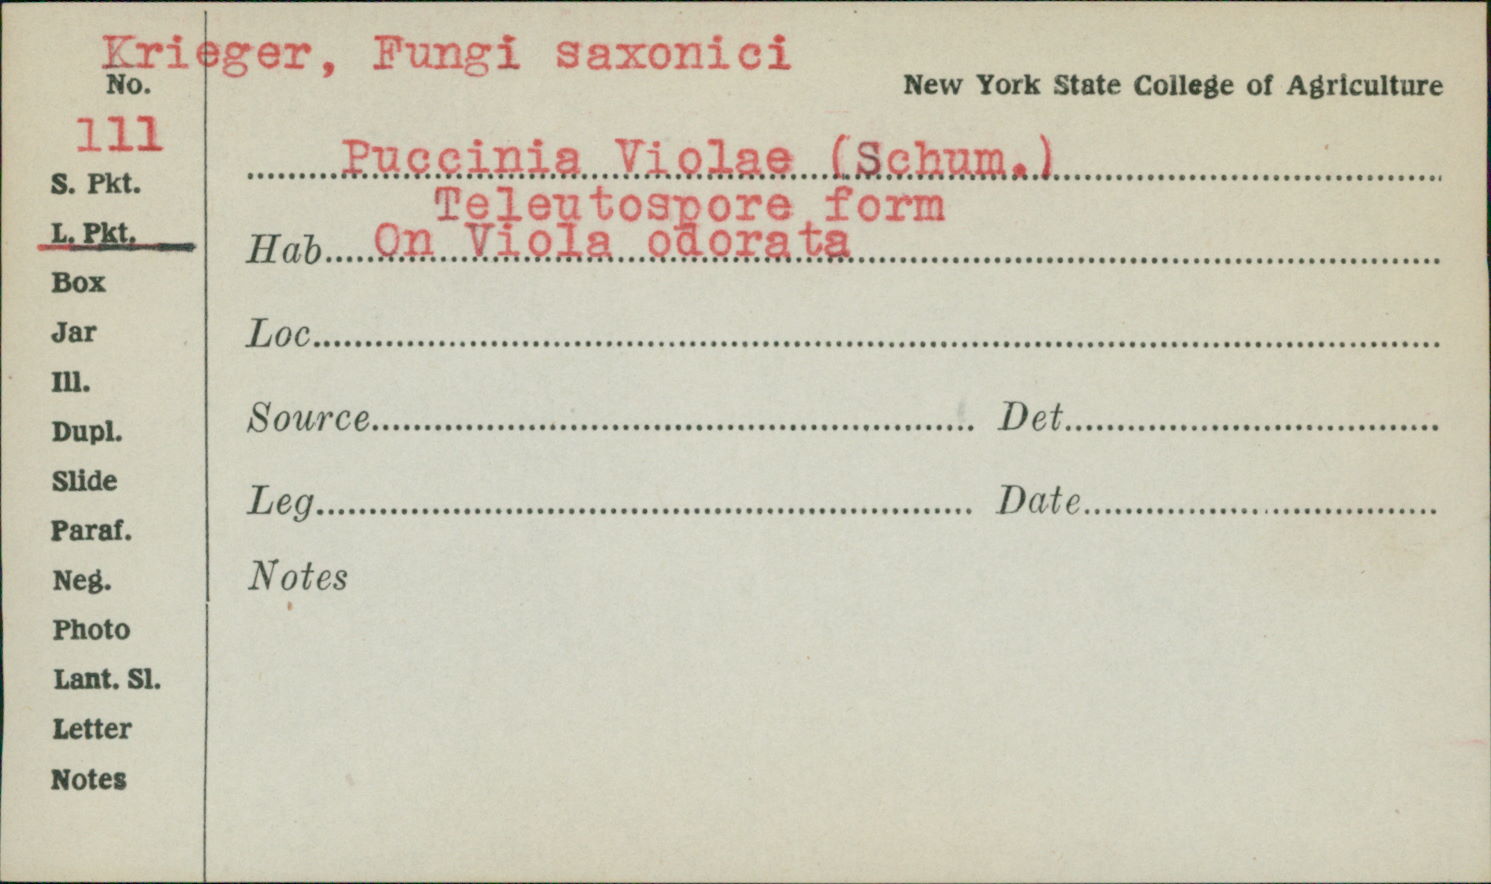 Krieger, Fungi saxonici
No.
New York State College of Agriculture
111
Puccinia Violae (Schum.)
S. Pkt.
Teleutospore form
L. Pkt.
Hab. On Viola odorata
Box
Jar
Loc.
Ill.
Dupl.
Source Det.
Slide
Leg. Date
Paraf.
Neg.
Notes
Photo
Lant. Sl.
Letter
Notes